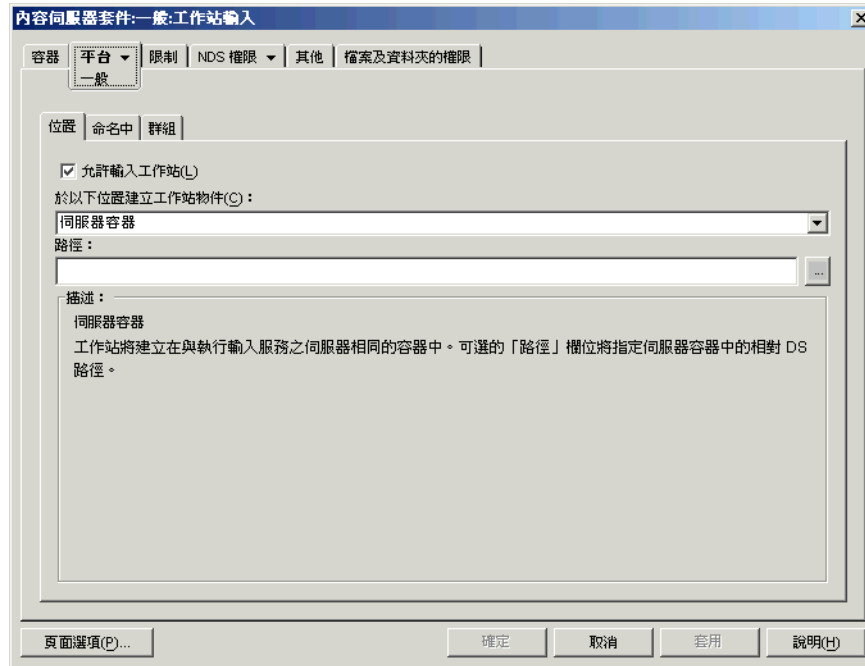 內容伺服器套件:一般:工作站輸入
容器 平台 限制 NDS 權限 其他 檔案及資料夾的權限
一般
位置 命名中 群組
允許輸入工作站(L)
於以下位置建立工作站物件(C)：
伺服器容器
路徑：
...
描述：
伺服器容器
工作站將建立在與執行輸入服務之伺服器相同的容器中。可選的「路徑」欄位將指定伺服器容器中的相對 DS
路徑。
頁面選項(P)... 確定 取消 套用 說明(H)